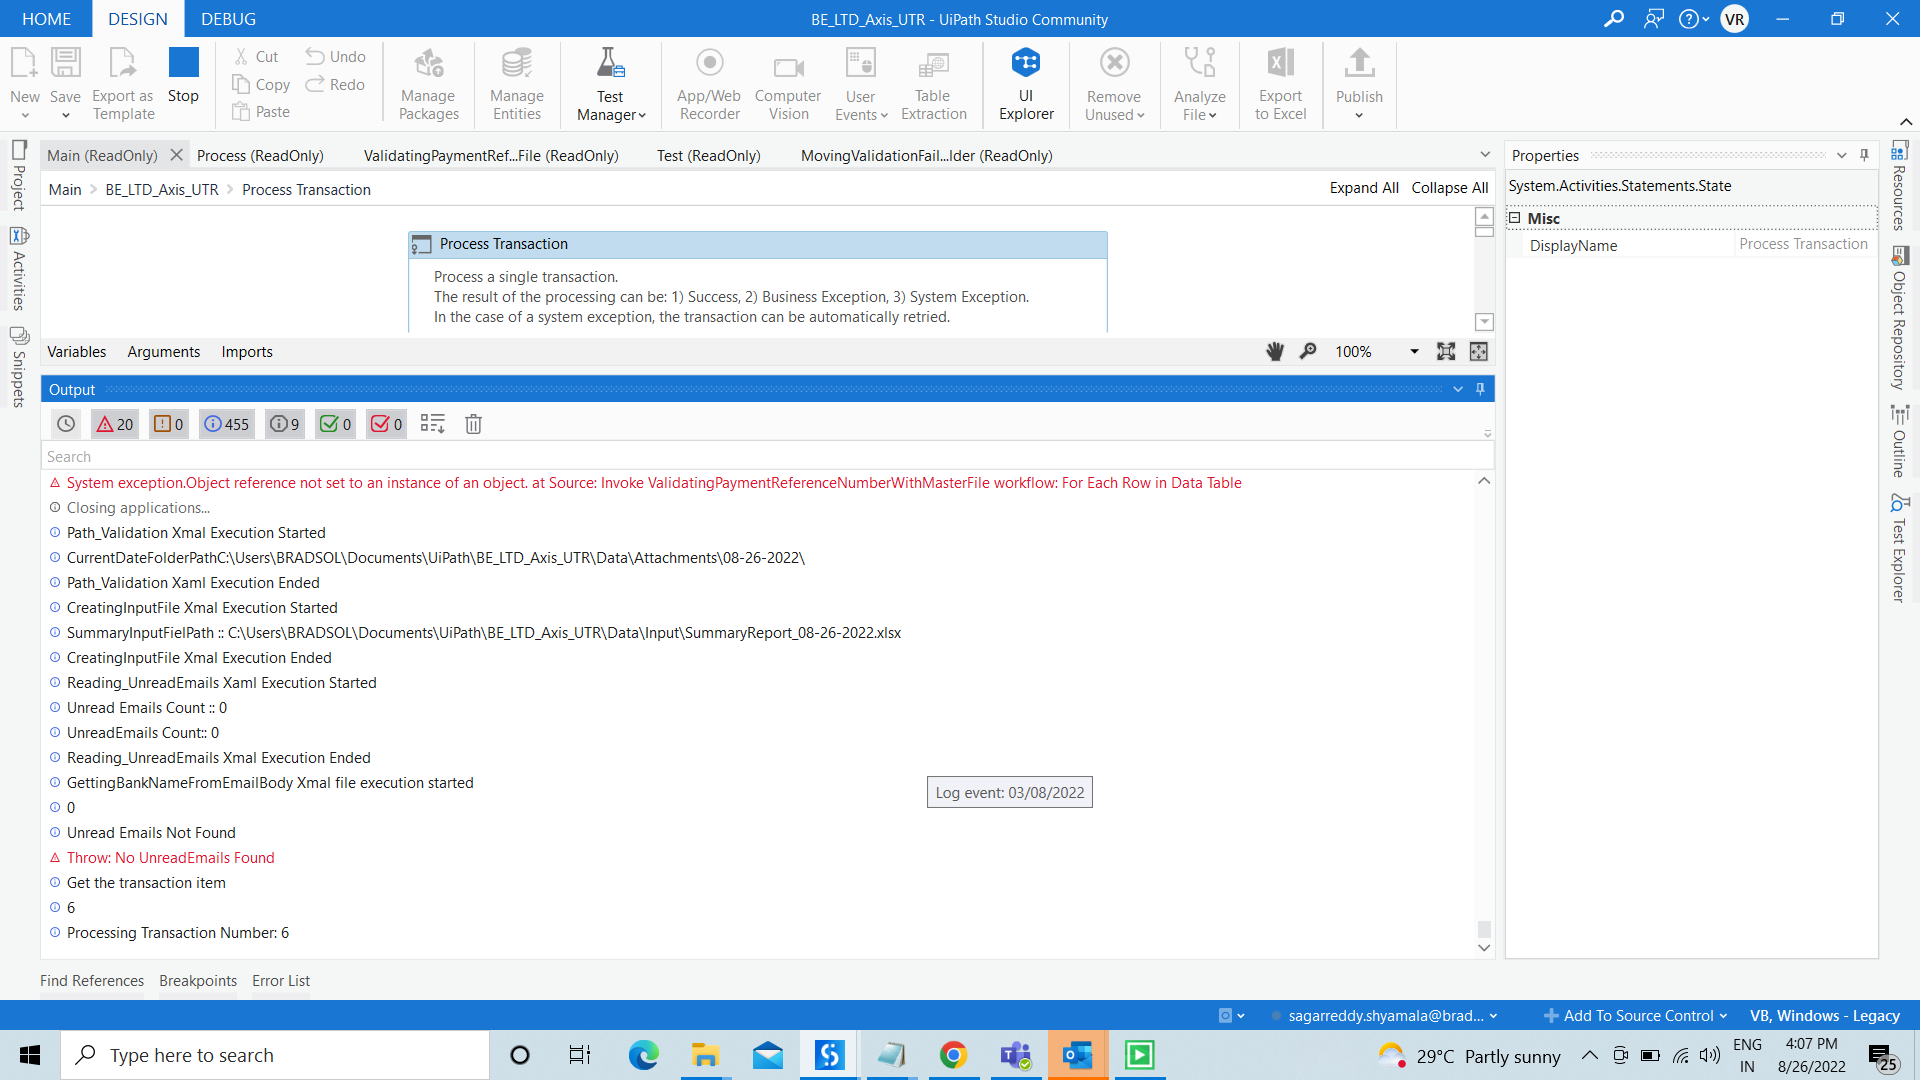 HOME DESIGN DEBUG BE_LTD_Axis_UTR - UiPath Studio Community VR
New Save Export as Template Stop Cut Copy Paste Undo Redo Manage Packages Manage Entities Test Manager App/Web Recorder Computer Vision User Events Table Extraction UI Explorer Remove Unused Analyze File Export to Excel Publish
Main (ReadOnly) Process (ReadOnly) ValidatingPaymentRef...File (ReadOnly) Test (ReadOnly) MovingValidationFail...lder (ReadOnly)
Main > BE_LTD_Axis_UTR > Process Transaction Expand All Collapse All
Process Transaction
Process a single transaction.
The result of the processing can be: 1) Success, 2) Business Exception, 3) System Exception.
In the case of a system exception, the transaction can be automatically retried.
Variables Arguments Imports 100%
Output
20 0 455 9 0 0
Search
System exception.Object reference not set to an instance of an object. at Source: Invoke ValidatingPaymentReferenceNumberWithMasterFile workflow: For Each Row in Data Table
Closing applications...
Path_Validation Xmal Execution Started
CurrentDateFolderPathC:\Users\BRADSOL\Documents\UiPath\BE_LTD_Axis_UTR\Data\Attachments\08-26-2022\
Path_Validation Xaml Execution Ended
CreatingInputFile Xmal Execution Started
SummaryInputFielPath :: C:\Users\BRADSOL\Documents\UiPath\BE_LTD_Axis_UTR\Data\Input\SummaryReport_08-26-2022.xlsx
CreatingInputFile Xmal Execution Ended
Reading_UnreadEmails Xaml Execution Started
Unread Emails Count :: 0
UnreadEmails Count:: 0
Reading_UnreadEmails Xmal Execution Ended
GettingBankNameFromEmailBody Xmal file execution started
0
Unread Emails Not Found
Throw: No UnreadEmails Found
Get the transaction item
6
Processing Transaction Number: 6
Log event: 03/08/2022
Find References Breakpoints Error List
Project
Activities
Snippets
Properties
System.Activities.Statements.State
Misc
DisplayName Process Transaction
Resources
Object Repository
Outline
Test Explorer
sagarreddy.shyamala@brad... Add To Source Control VB, Windows - Legacy
Type here to search 29°C Partly sunny ENG IN 4:07 PM 8/26/2022 25